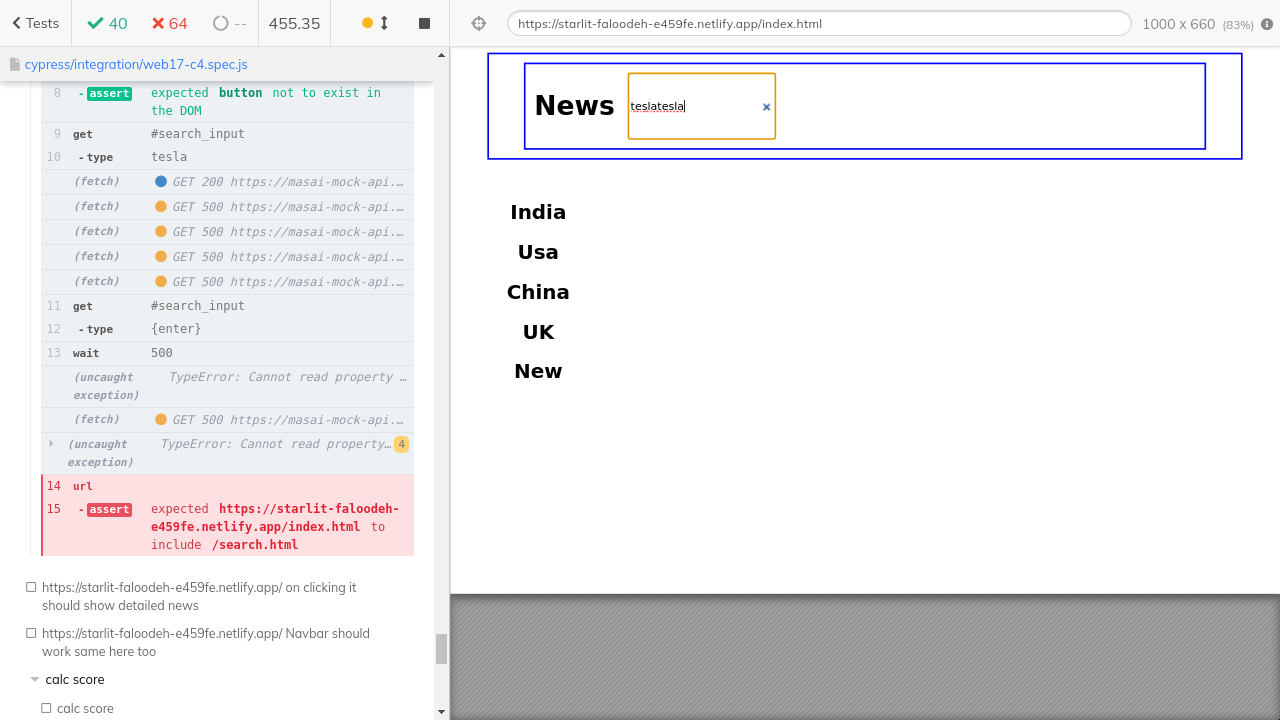 Tests
40
64
--
455.35
https://starlit-faloodeh-e459fe.netlify.app/index.html
1000 x 660 (83%)
cypress/integration/web17-c4.spec.js
8 -assert expected button not to exist in
the DOM
9 get #search_input
10 -type tesla
(fetch) GET 200 https://masai-mock-api.…
(fetch) GET 500 https://masai-mock-api.…
(fetch) GET 500 https://masai-mock-api.…
(fetch) GET 500 https://masai-mock-api.…
(fetch) GET 500 https://masai-mock-api.…
11 get #search_input
12 -type {enter}
13 wait 500
(uncaught exception) TypeError: Cannot read property …
(fetch) GET 500 https://masai-mock-api.…
(uncaught exception) TypeError: Cannot read property… 4
14 url
15 -assert expected https://starlit-faloodeh-
e459fe.netlify.app/index.html to
include /search.html
https://starlit-faloodeh-e459fe.netlify.app/ on clicking it
should show detailed news
https://starlit-faloodeh-e459fe.netlify.app/ Navbar should
work same here too
calc score
calc score
News
teslatesla
India
Usa
China
UK
New